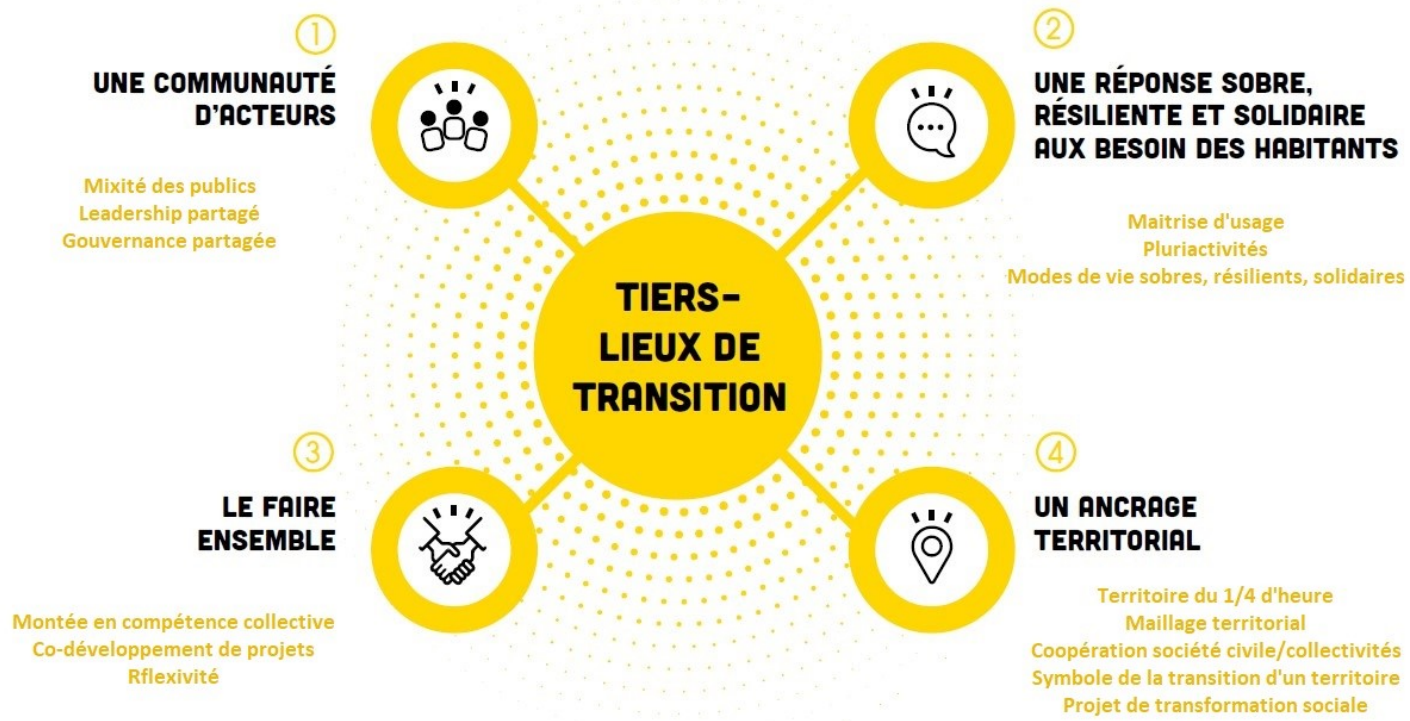 1
UNE COMMUNAUTÉ
D'ACTEURS
Mixité des publics
Leadership partagé
Gouvernance partagée
2
UNE RÉPONSE SOBRE,
RÉSILIENTE ET SOLIDAIRE
AUX BESOIN DES HABITANTS
Maitrise d'usage
Pluriactivités
Modes de vie sobres, résilients, solidaires
TIERS-
LIEUX DE
TRANSITION
3
LE FAIRE
ENSEMBLE
Montée en compétence collective
Co-développement de projets
Rflexivité
4
UN ANCRAGE
TERRITORIAL
Territoire du 1/4 d'heure
Maillage territorial
Coopération société civile/collectivités
Symbole de la transition d'un territoire
Projet de transformation sociale